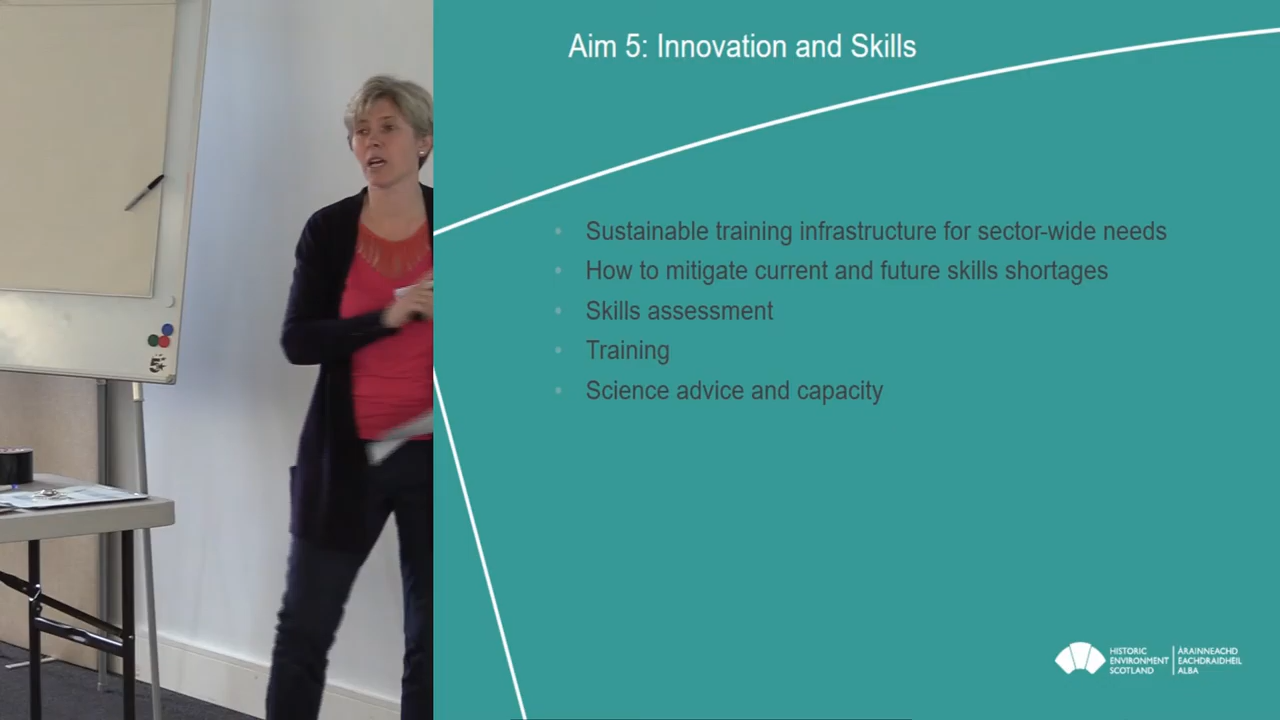 Aim 5: Innovation and Skills
Sustainable training infrastructure for sector-wide needs
How to mitigate current and future skills shortages
Skills assessment
Training
Science advice and capacity
HISTORIC
ENVIRONMENT
SCOTLAND
ÀRAINNEACHD
EACHDRAIDHEIL
ALBA
5